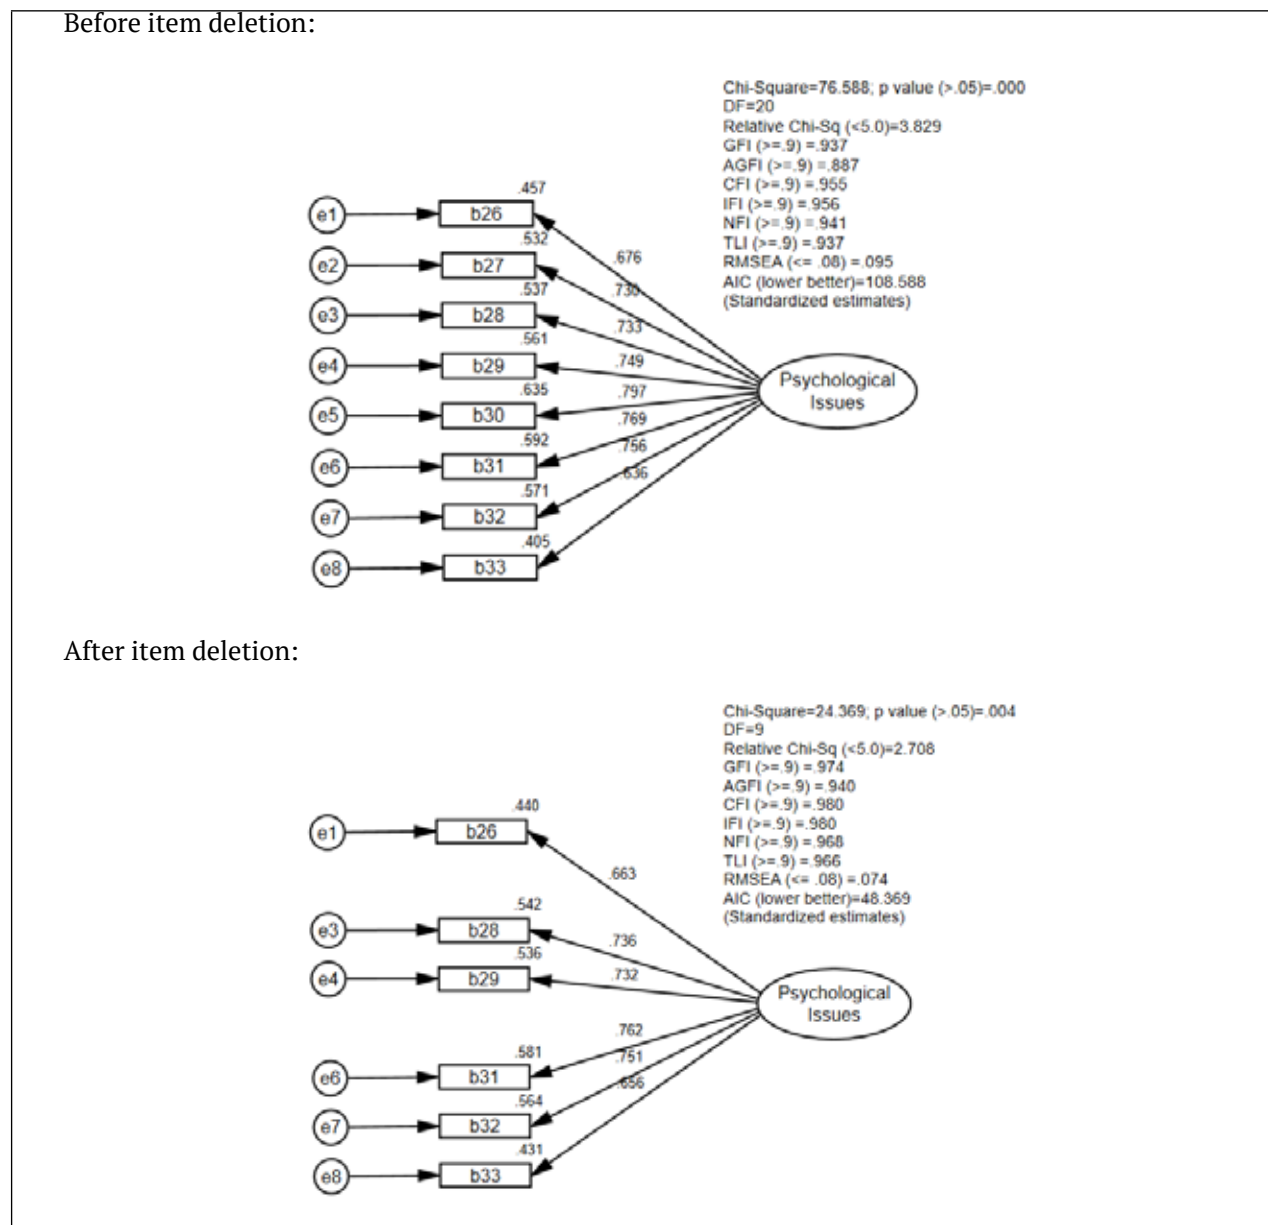 Before item deletion:
Chi-Square=76.588; p value (>.05)=.000
DF=20
Relative Chi-Sq (<5.0)=3.829
GFI (>=.9) =.937
AGFI (>=.9) =.887
CFI (>=.9) =.955
IFI (>=.9) =.956
NFI (>=.9) =.941
TLI (>=.9) =.937
RMSEA (<= .08) =.095
AIC (lower better)=108.588
(Standardized estimates)
.457
e1 b26
.676
.532
e2 b27
.730
.537
e3 b28
.733
.561
e4 b29
.749
Psychological
Issues
.635
e5 b30
.797
.592
e6 b31
.769
.571
e7 b32
.756
.405
e8 b33
.636
After item deletion:
Chi-Square=24.369; p value (>.05)=.004
DF=9
Relative Chi-Sq (<5.0)=2.708
GFI (>=.9) =.974
AGFI (>=.9) =.940
CFI (>=.9) =.980
IFI (>=.9) =.980
NFI (>=.9) =.968
TLI (>=.9) =.966
RMSEA (<= .08) =.074
AIC (lower better)=48.369
(Standardized estimates)
.440
e1 b26
.663
.542
e3 b28
.736
.536
e4 b29
.732
Psychological
Issues
.581
e6 b31
.762
.564
e7 b32
.751
.431
e8 b33
.656